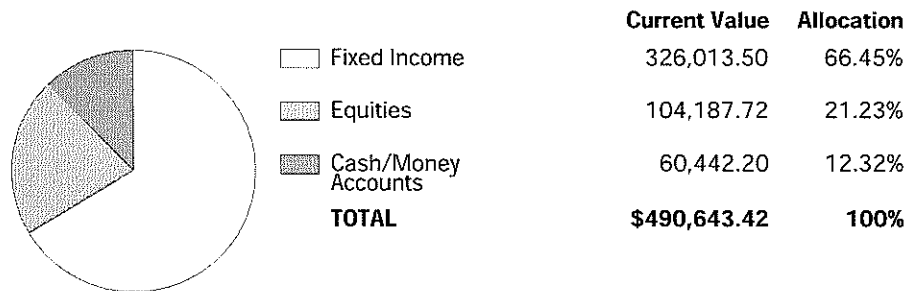 Current Value Allocation
Fixed Income 326,013.50 66.45%
Equities 104,187.72 21.23%
Cash/Money 60,442.20 12.32%
Accounts
TOTAL $490,643.42 100%